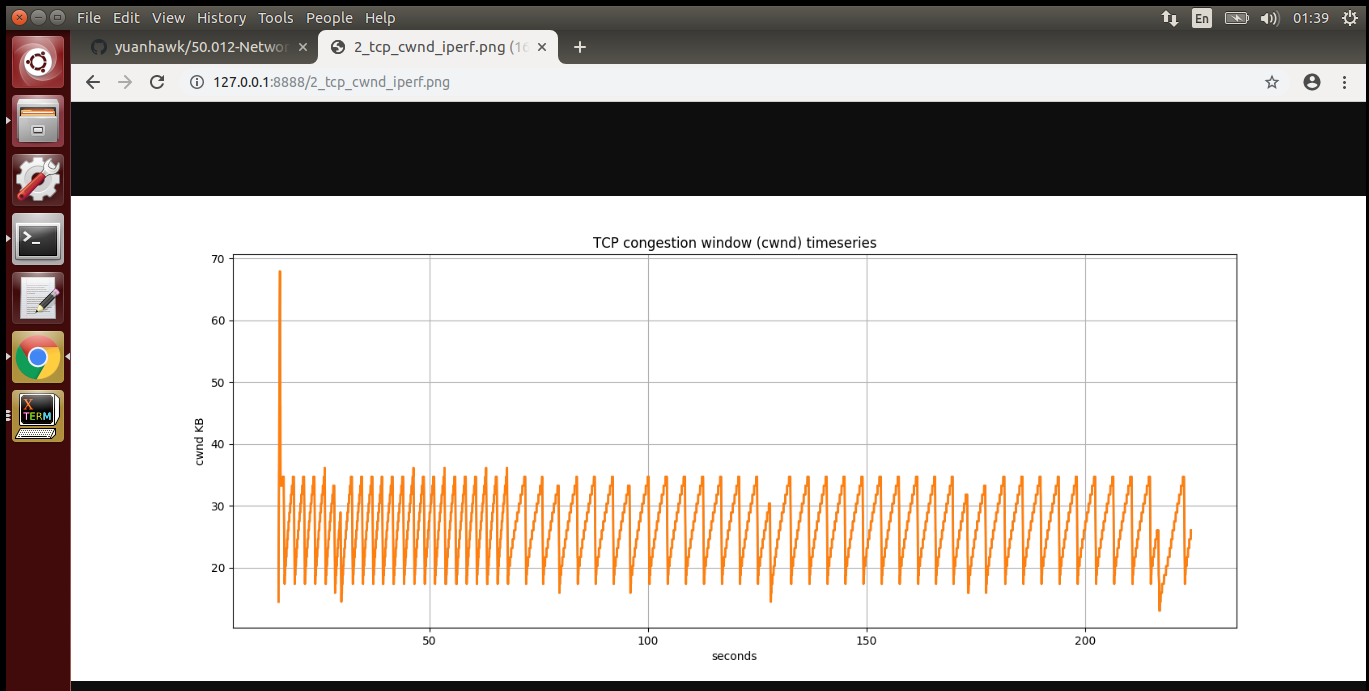 File Edit View History Tools People Help
En
01:39
yuanhawk/50.012-Netwo
2_tcp_cwnd_iperf.png (16
127.0.0.1:8888/2_tcp_cwnd_iperf.png
X
TERM
TCP congestion window (cwnd) timeseries
70
60
50
40
30
20
cwnd KB
50 100 150 200
seconds